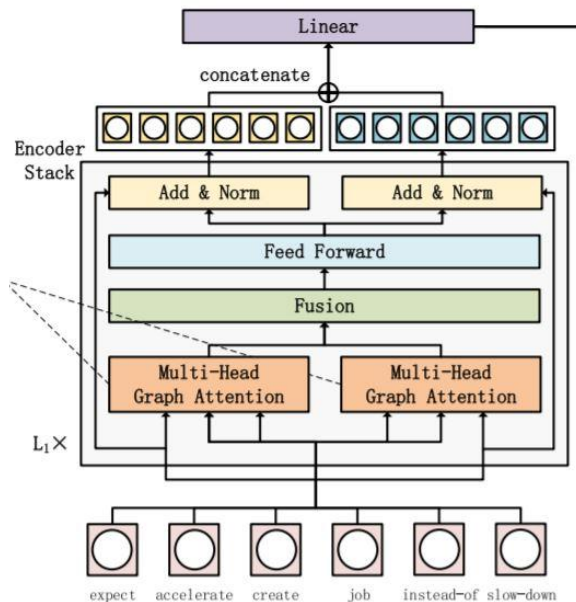 Linear
concatenate
Encoder
Stack
Add & Norm
Add & Norm
Feed Forward
Fusion
Multi-Head
Graph Attention
Multi-Head
Graph Attention
L₁×
expect accelerate create job instead-of slow-down